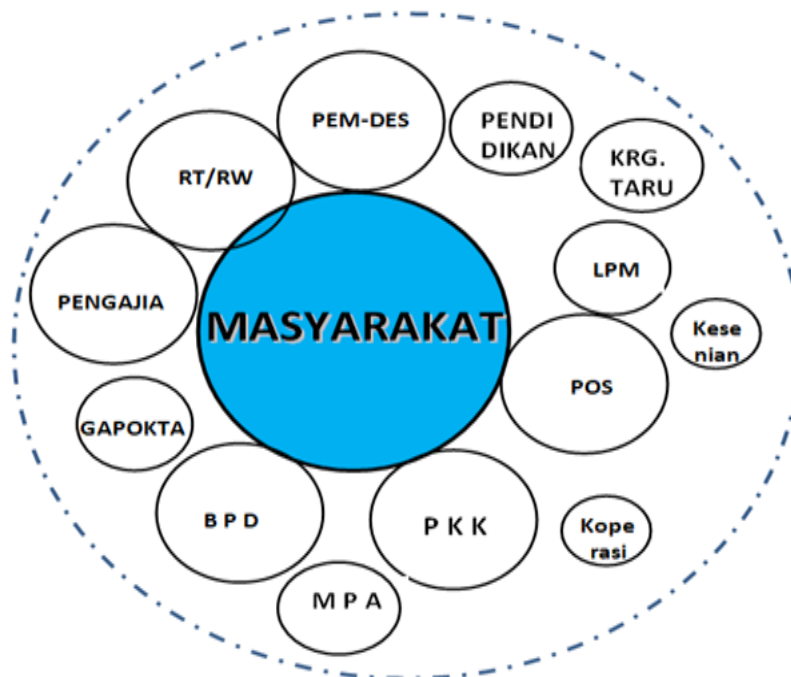 PEM-DES
PENDI
DIKAN
KRG.
TARU
RT/RW
LPM
PENGAJIA
MASYARAKAT
Kese
nian
POS
GAPOKTA
B P D
P K K
Kope
rasi
M P A